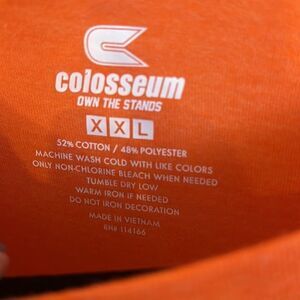 colosseum
OWN THE STANDS
XXL
52% COTTON / 48% POLYESTER
MACHINE WASH COLD WITH LIKE COLORS
ONLY NON-CHLORINE BLEACH WHEN NEEDED
TUMBLE DRY LOW
WARM IRON IF NEEDED
DO NOT IRON DECORATION
MADE IN VIETNAM
RN# 114166